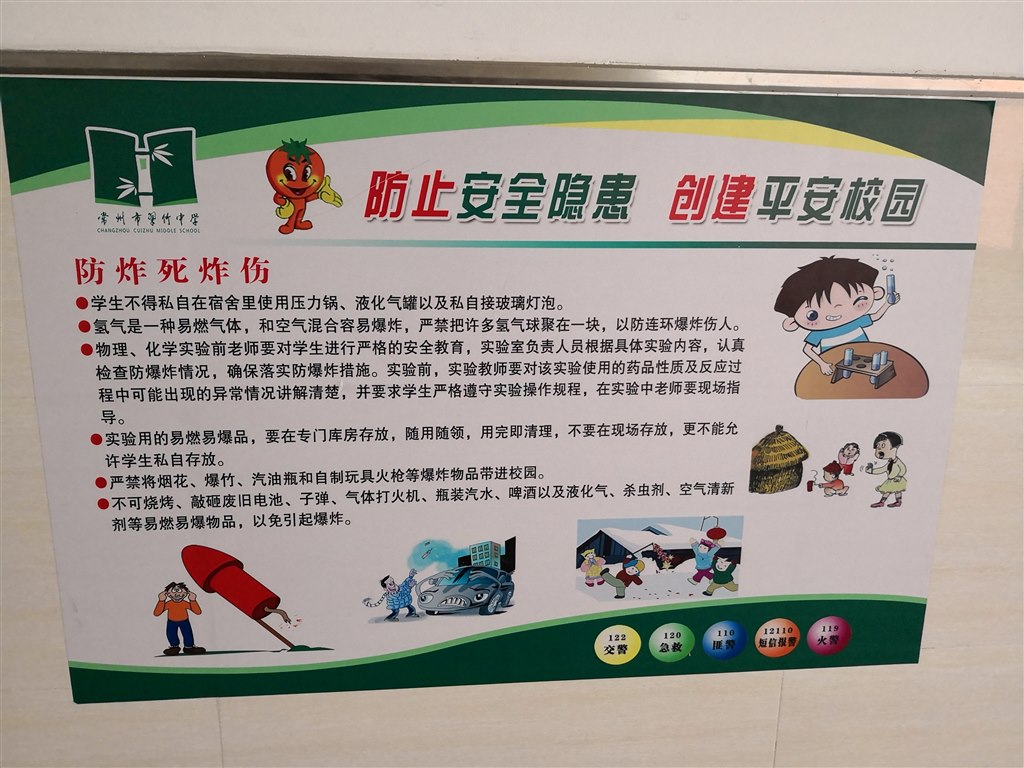 常州市翠竹中学
CHANGZHOU CUIZHU MIDDLE SCHOOL
防止安全隐患 创建平安校园
防炸死炸伤
●学生不得私自在宿舍里使用压力锅、液化气罐以及私自接玻璃灯泡。
●氢气是一种易燃气体，和空气混合容易爆炸，严禁把许多氢气球聚在一块，以防连环爆炸伤人。
●物理、化学实验前老师要对学生进行严格的安全教育，实验室负责人员根据具体实验内容，认真
检查防爆炸情况，确保落实防爆炸措施。实验前，实验教师要对该实验使用的药品性质及反应过
程中可能出现的异常情况讲解清楚，并要求学生严格遵守实验操作规程，在实验中老师要现场指
导。
●实验用的易燃易爆品，要在专门库房存放，随用随领，用完即清理，不要在现场存放，更不能允
许学生私自存放。
●严禁将烟花、爆竹、汽油瓶和自制玩具火枪等爆炸物品带进校园。
●不可烧烤、敲砸废旧电池、子弹、气体打火机、瓶装汽水、啤酒以及液化气、杀虫剂、空气清新
剂等易燃易爆物品，以免引起爆炸。
122
交警
120
急救
110
匪警
12110
短信报警
119
火警